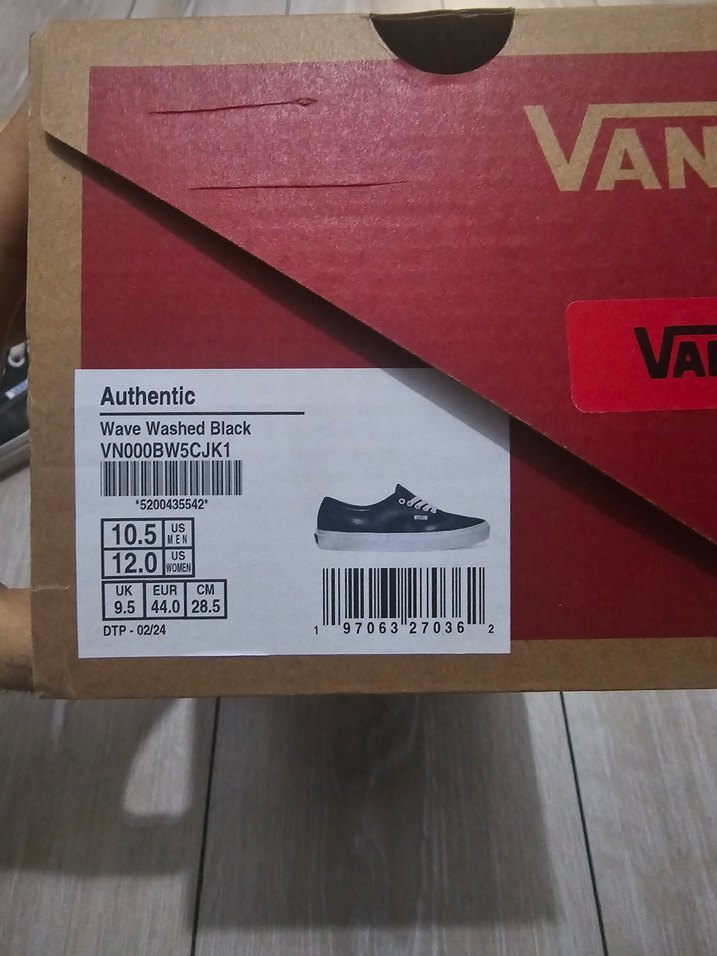 VAN
VA
Authentic
Wave Washed Black
VN000BW5CJK1
*5200435542*
10.5 US MEN
12.0 US WOMEN
UK EUR CM
9.5 44.0 28.5
DTP - 02/24
1 97063 27036 2